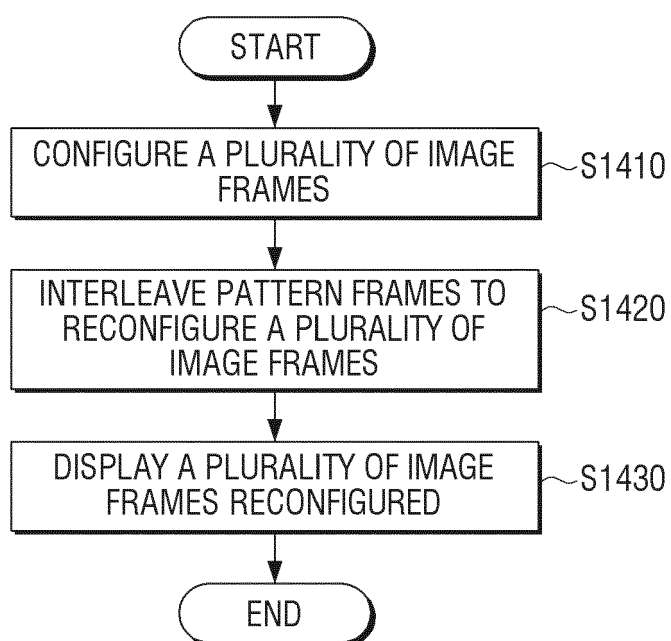 START
CONFIGURE A PLURALITY OF IMAGE
FRAMES
S1410
INTERLEAVE PATTERN FRAMES TO
RECONFIGURE A PLURALITY OF
IMAGE FRAMES
S1420
DISPLAY A PLURALITY OF IMAGE
FRAMES RECONFIGURED
S1430
END